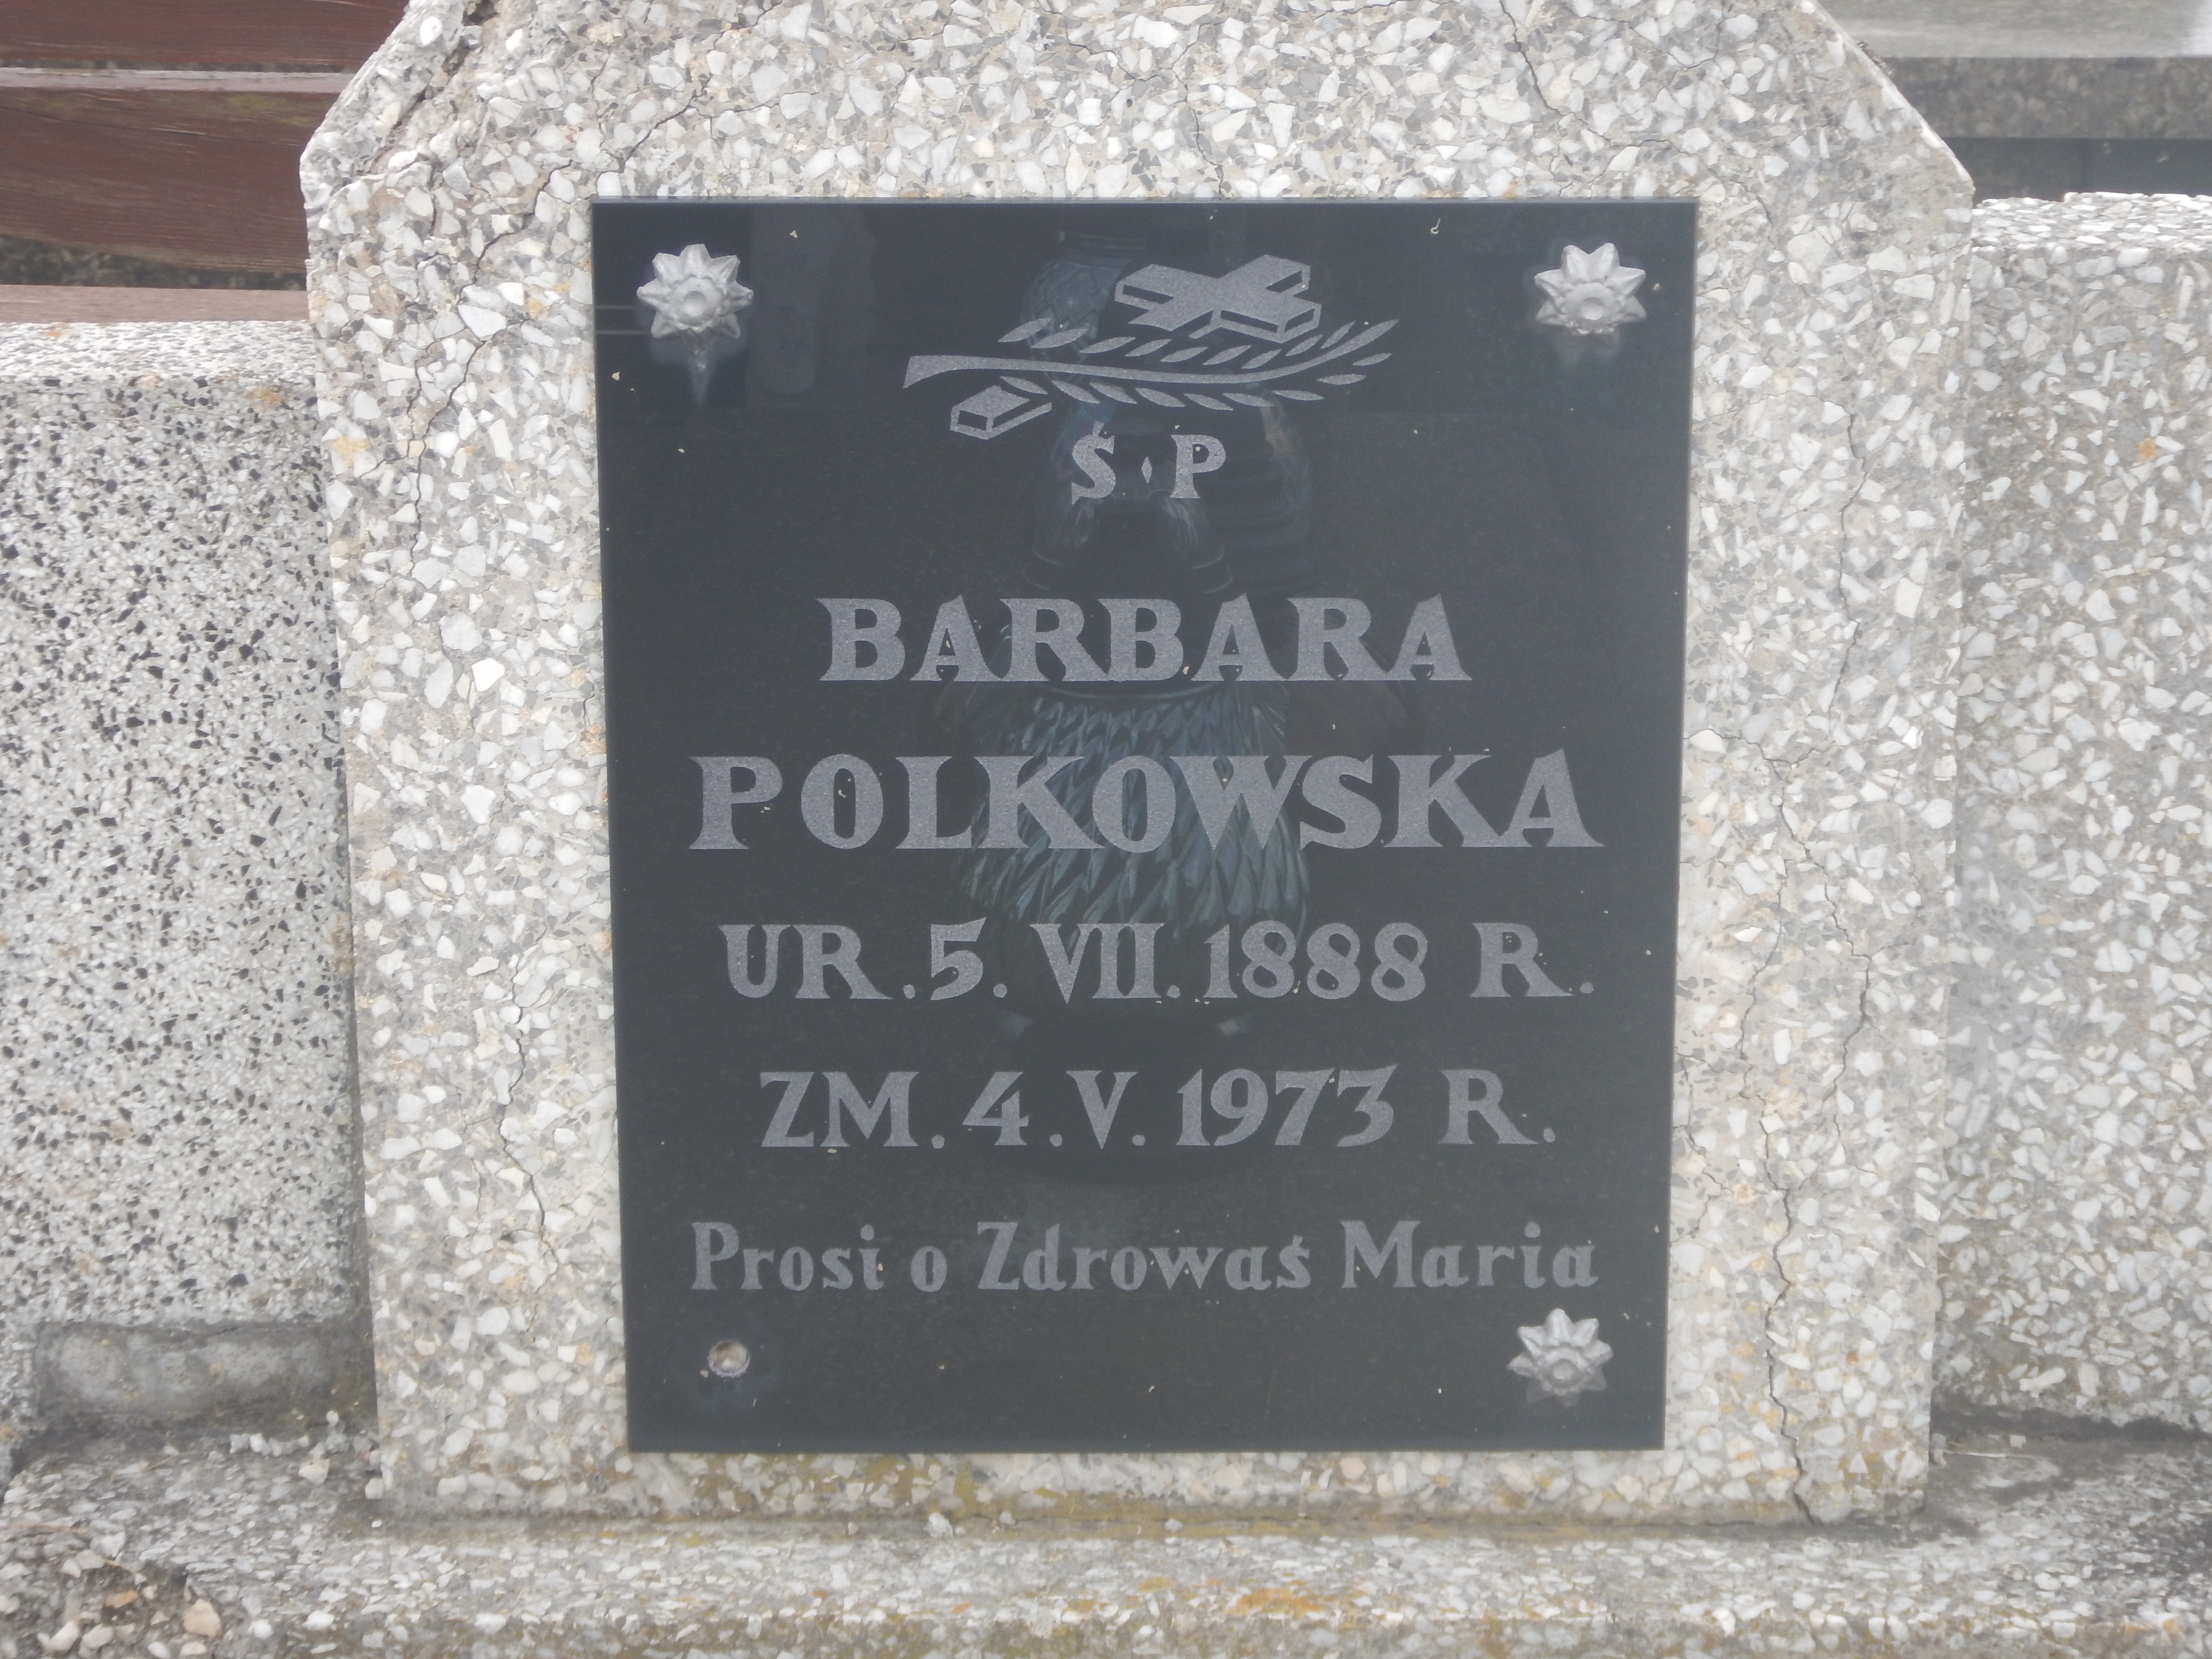 Ś.P
BARBARA
POLKOWSKA
UR. 5. VII. 1888 R.
ZM. 4. V. 1973 R.
Prosi o Zdrowaś Maria